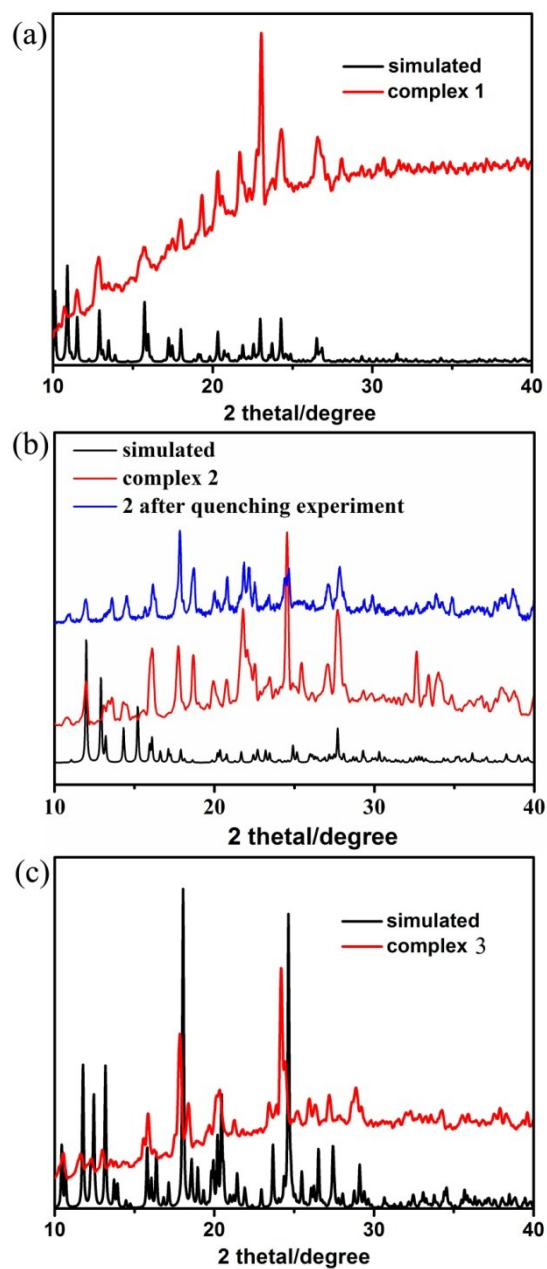 (a)
simulated
complex 1
10 20 30 40
2 thetal/degree
(b)
simulated
complex 2
2 after quenching experiment
10 20 30 40
2 thetal/degree
(c)
simulated
complex 3
10 20 30 40
2 thetal/degree